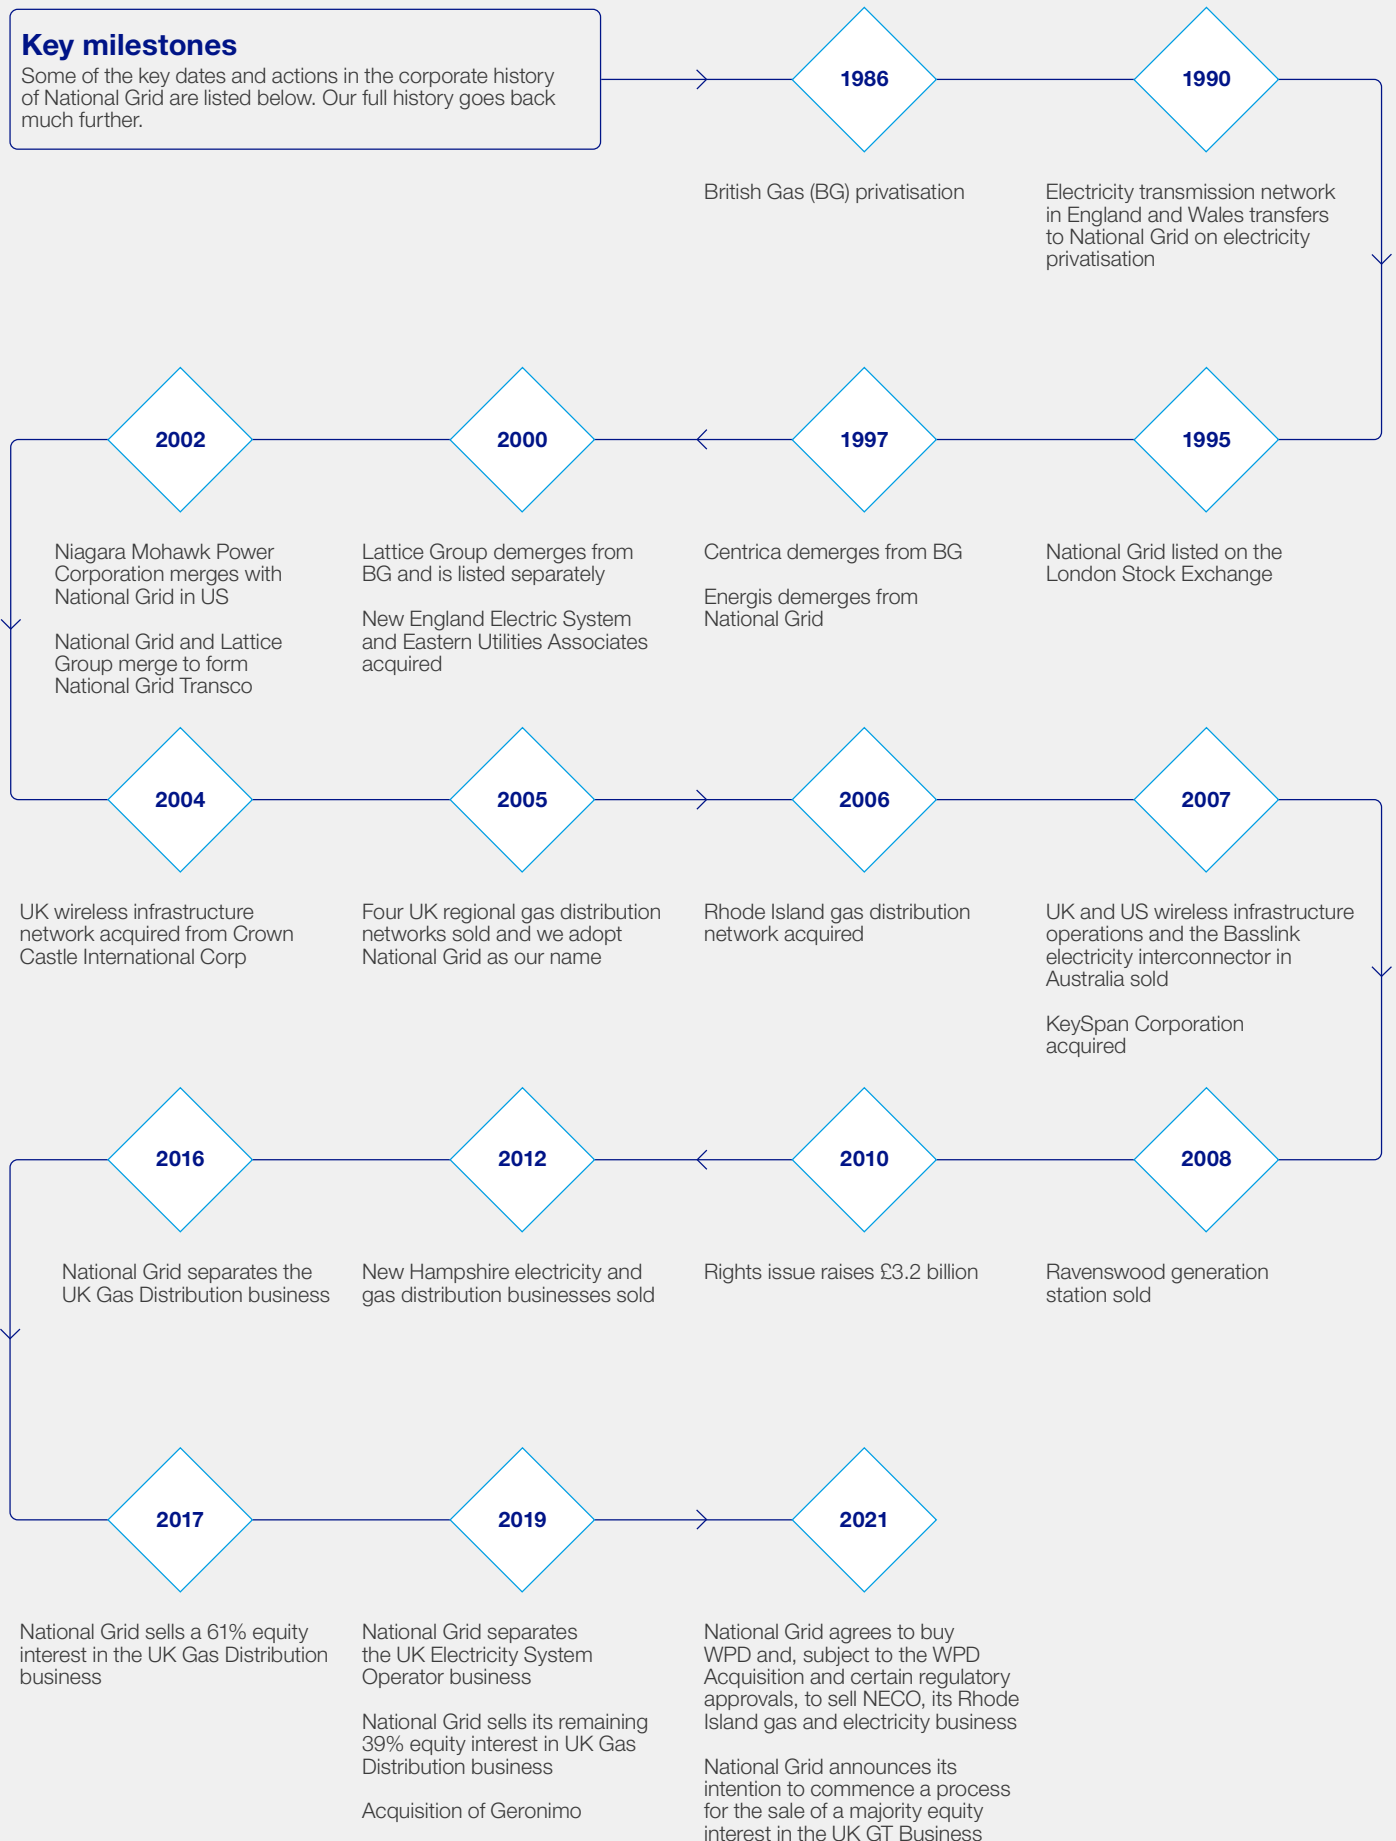 Key milestones
Some of the key dates and actions in the corporate history
of National Grid are listed below. Our full history goes back
much further.
1986
British Gas (BG) privatisation
1990
Electricity transmission network
in England and Wales transfers
to National Grid on electricity
privatisation
1995
National Grid listed on the
London Stock Exchange
1997
Centrica demerges from BG
Energis demerges from
National Grid
2000
Lattice Group demerges from
BG and is listed separately
New England Electric System
and Eastern Utilities Associates
acquired
2002
Niagara Mohawk Power
Corporation merges with
National Grid in US
National Grid and Lattice
Group merge to form
National Grid Transco
2004
UK wireless infrastructure
network acquired from Crown
Castle International Corp
2005
Four UK regional gas distribution
networks sold and we adopt
National Grid as our name
2006
Rhode Island gas distribution
network acquired
2007
UK and US wireless infrastructure
operations and the Basslink
electricity interconnector in
Australia sold
KeySpan Corporation
acquired
2008
Ravenswood generation
station sold
2010
Rights issue raises £3.2 billion
2012
New Hampshire electricity and
gas distribution businesses sold
2016
National Grid separates the
UK Gas Distribution business
2017
National Grid sells a 61% equity
interest in the UK Gas Distribution
business
2019
National Grid separates
the UK Electricity System
Operator business
National Grid sells its remaining
39% equity interest in UK Gas
Distribution business
Acquisition of Geronimo
2021
National Grid agrees to buy
WPD and, subject to the WPD
Acquisition and certain regulatory
approvals, to sell NECO, its Rhode
Island gas and electricity business
National Grid announces its
intention to commence a process
for the sale of a majority equity
interest in the UK GT Business